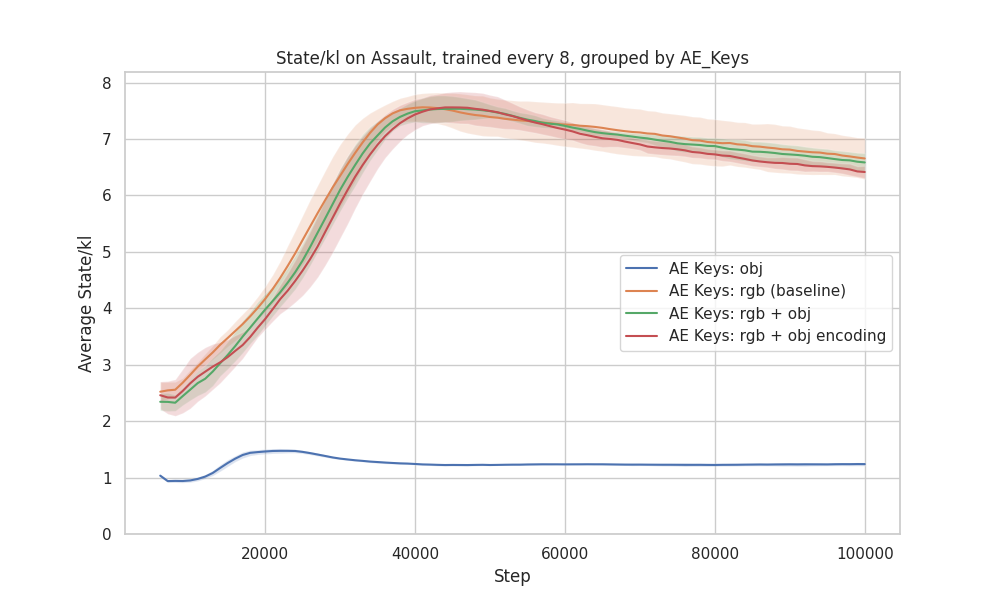 State/kl on Assault, trained every 8, grouped by AE_Keys
8
7
6
5
4
3
2
1
0
Average State/kl
AE Keys: obj
AE Keys: rgb (baseline)
AE Keys: rgb + obj
AE Keys: rgb + obj encoding
20000 40000 60000 80000 100000
Step